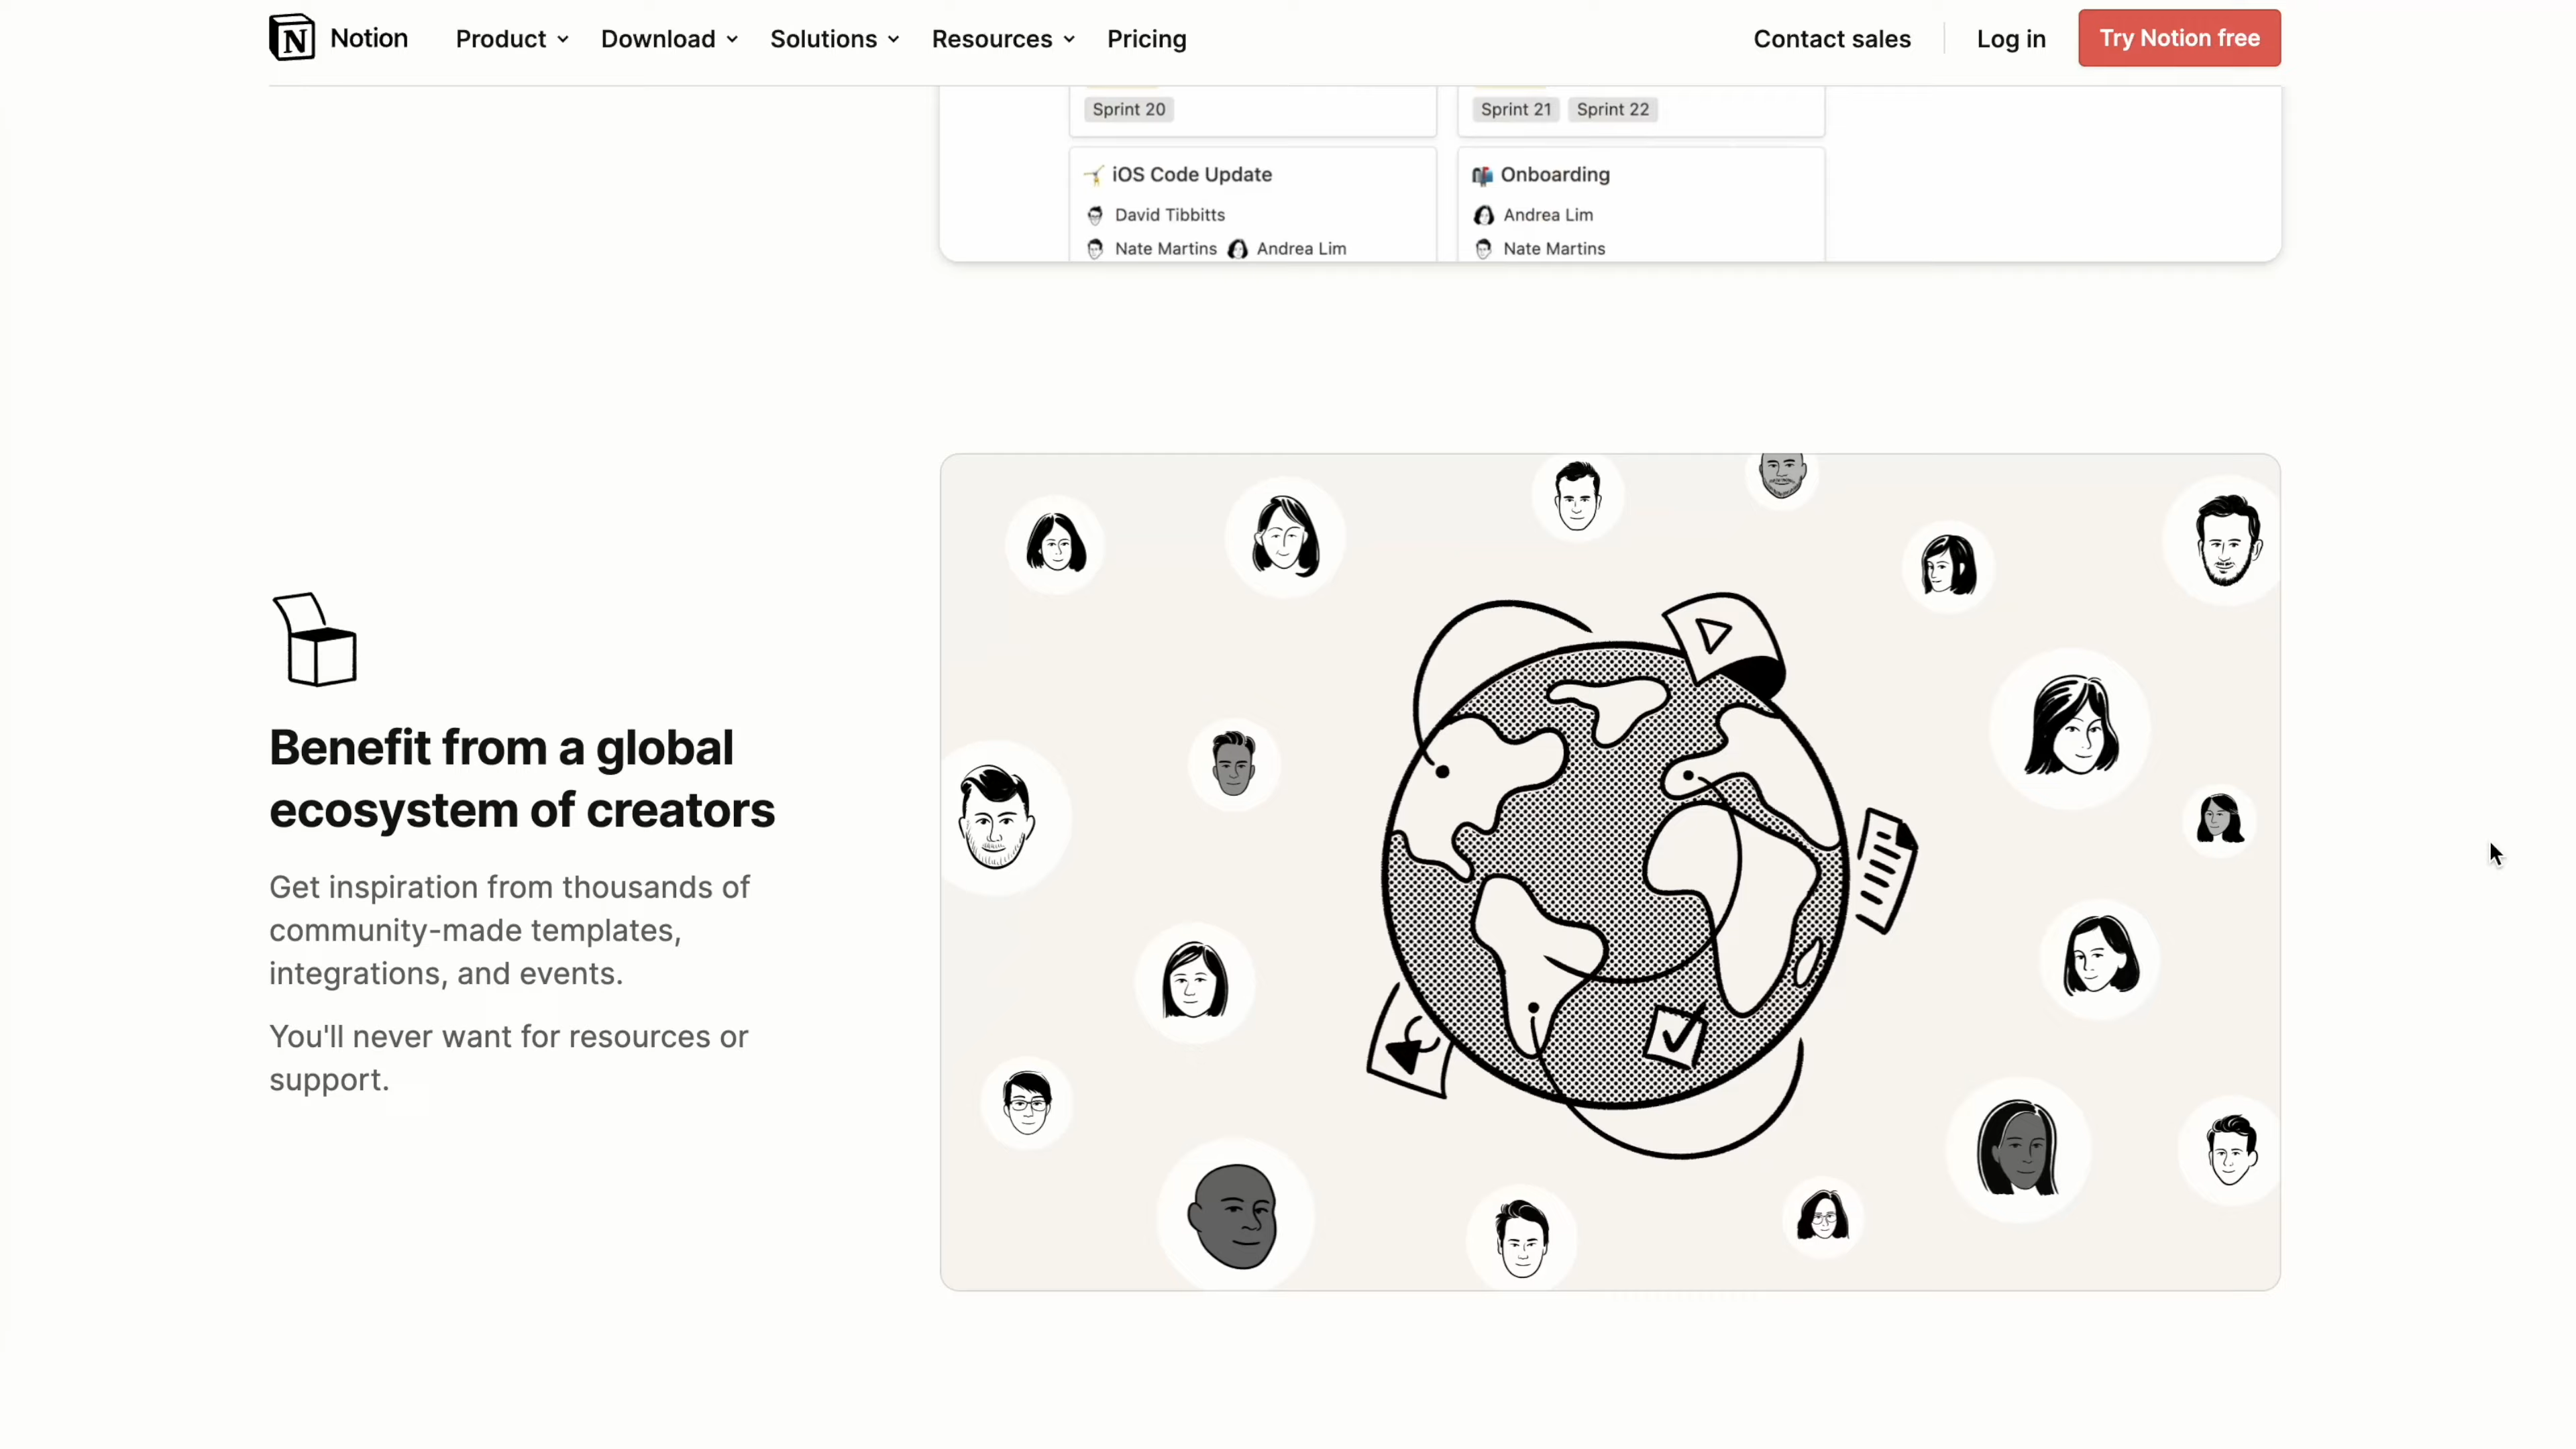 Notion Product Download Solutions Resources Pricing Contact sales Log in Try Notion free
Sprint 20
Sprint 21 Sprint 22
iOS Code Update
David Tibbitts
Nate Martins Andrea Lim
Onboarding
Andrea Lim
Nate Martins
Benefit from a global
ecosystem of creators
Get inspiration from thousands of
community-made templates,
integrations, and events.
You'll never want for resources or
support.